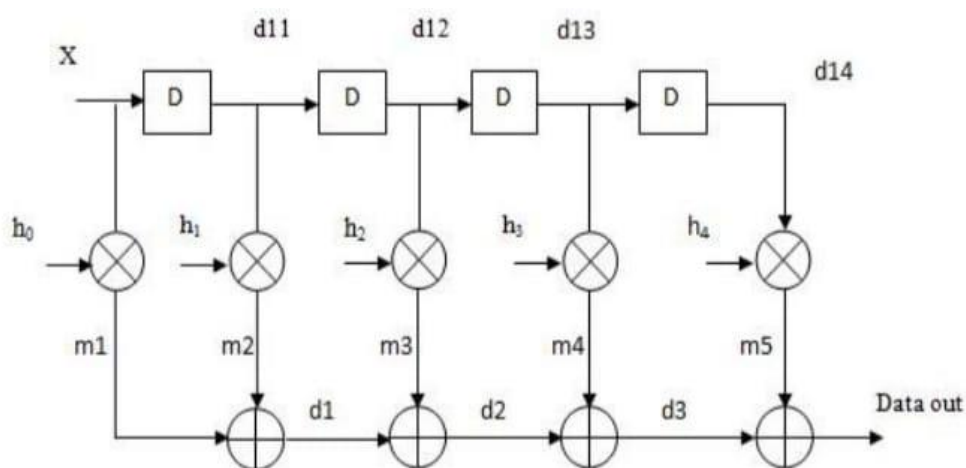 d11 d12 d13
X d14
D D D D
h₀ h₁ h₂ h₃ h₄
m1 m2 m3 m4 m5
d1 d2 d3 Data out